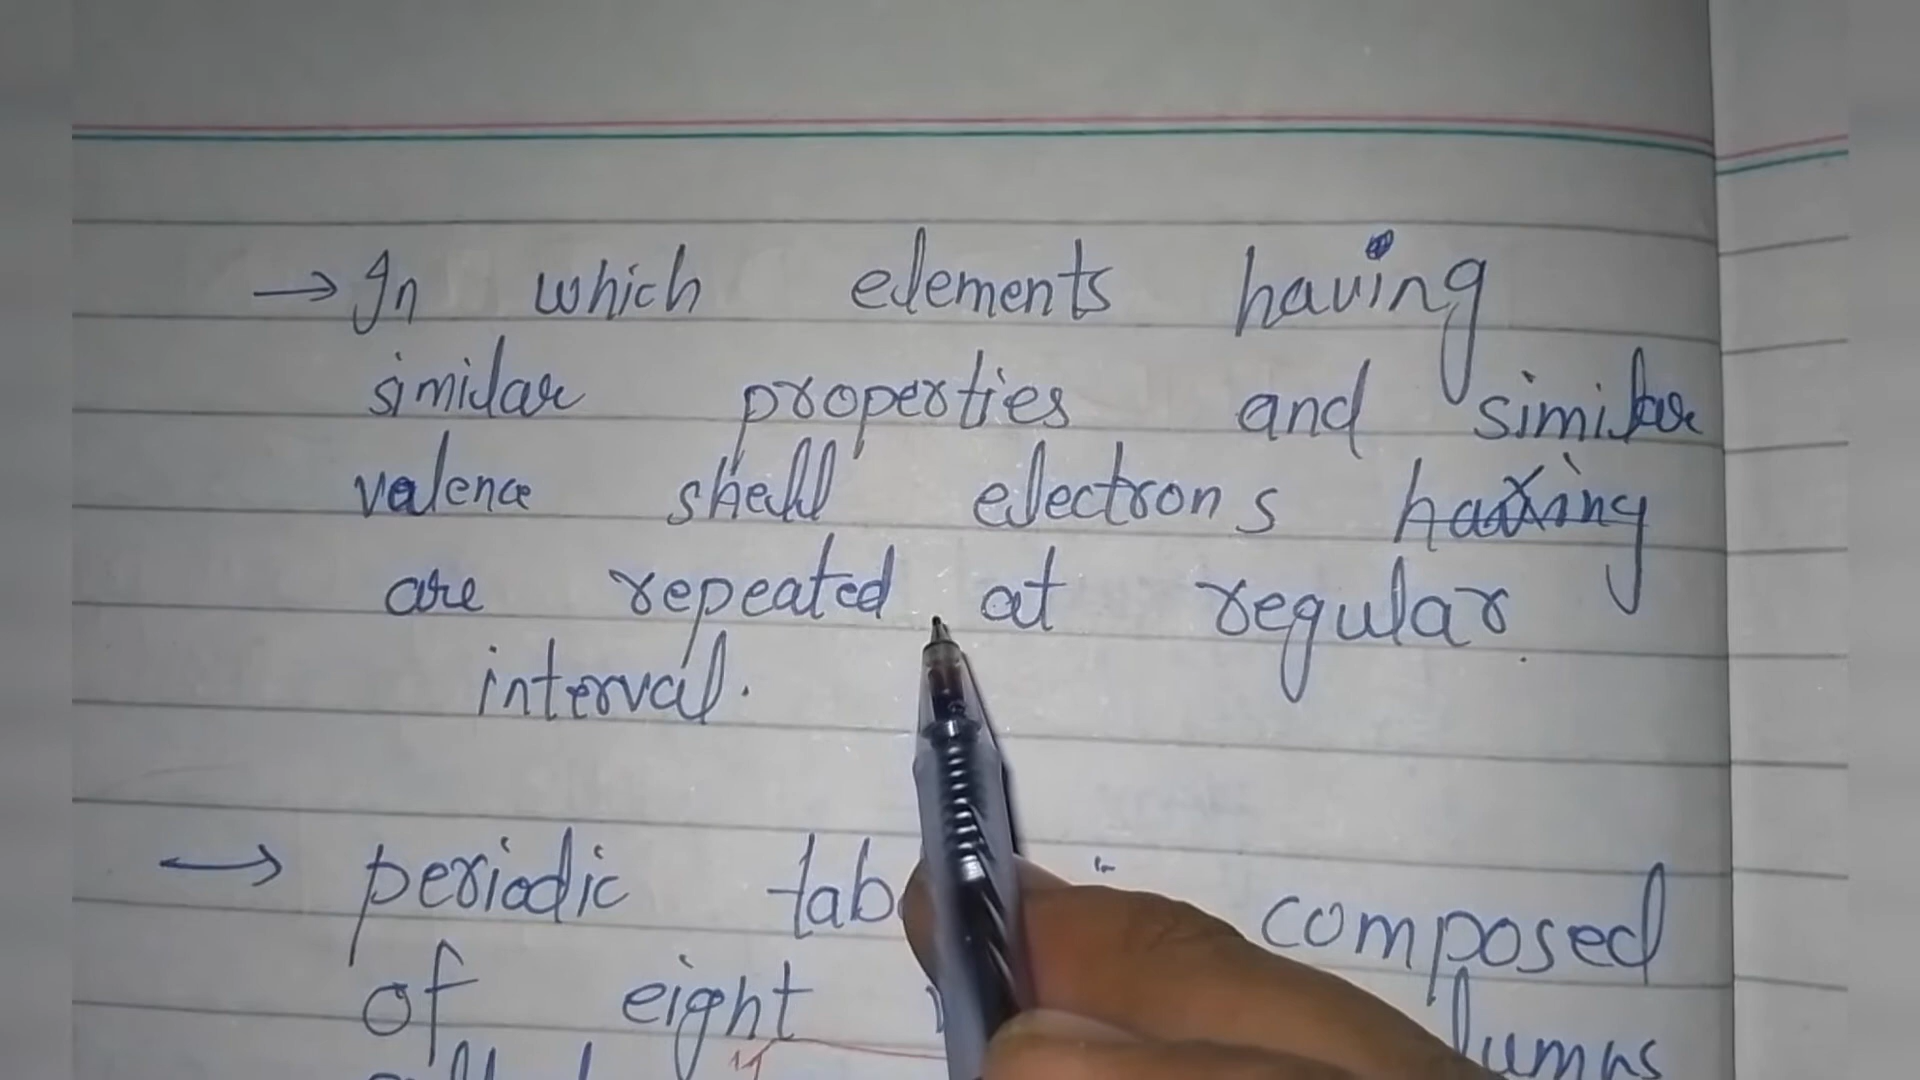 → In which elements having
similar properties and similar
valence shell electrons
are repeated at regular
interval.
→ periodic composed
of eight